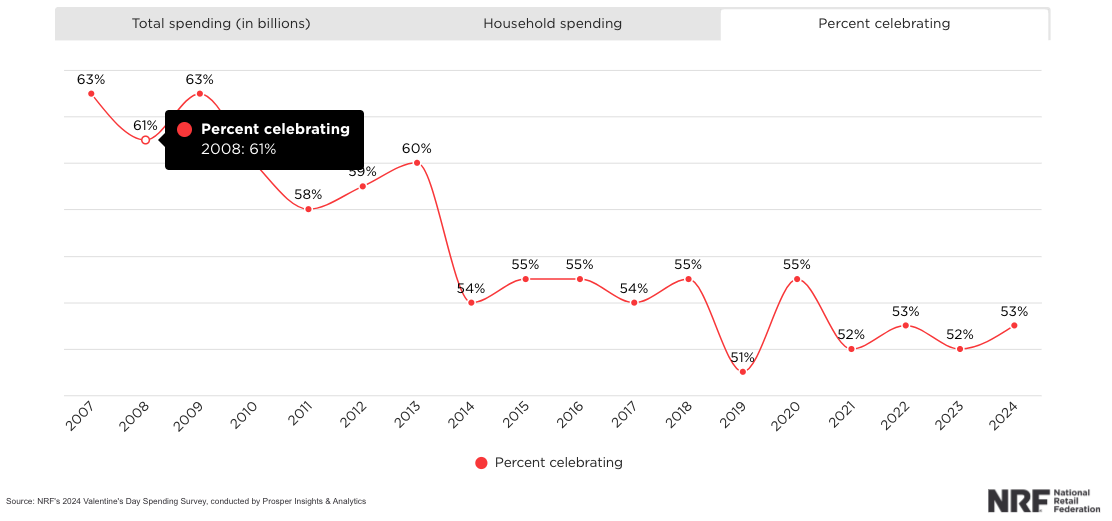 Total spending (in billions) Household spending Percent celebrating
63% 63%
61%
Percent celebrating
2008: 61%
60%
59%
58%
55% 55% 55% 55%
54% 54%
53% 53%
52% 52%
51%
2007 2008 2009 2010 2011 2012 2013 2014 2015 2016 2017 2018 2019 2020 2021 2022 2023 2024
Percent celebrating
Source: NRF's 2024 Valentine's Day Spending Survey, conducted by Prosper Insights & Analytics
NRF National
Retail
Federation